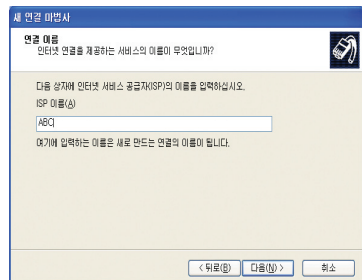 새 연결 마법사
연결 이름
인터넷 연결을 제공하는 서비스의 이름이 무엇입니까?
다음 상자에 인터넷 서비스 공급자(ISP)의 이름을 입력하십시오.
ISP 이름(A)
ABC
여기에 입력하는 이름은 새로 만드는 연결의 이름이 됩니다.
< 뒤로(B) 다음(N) > 취소